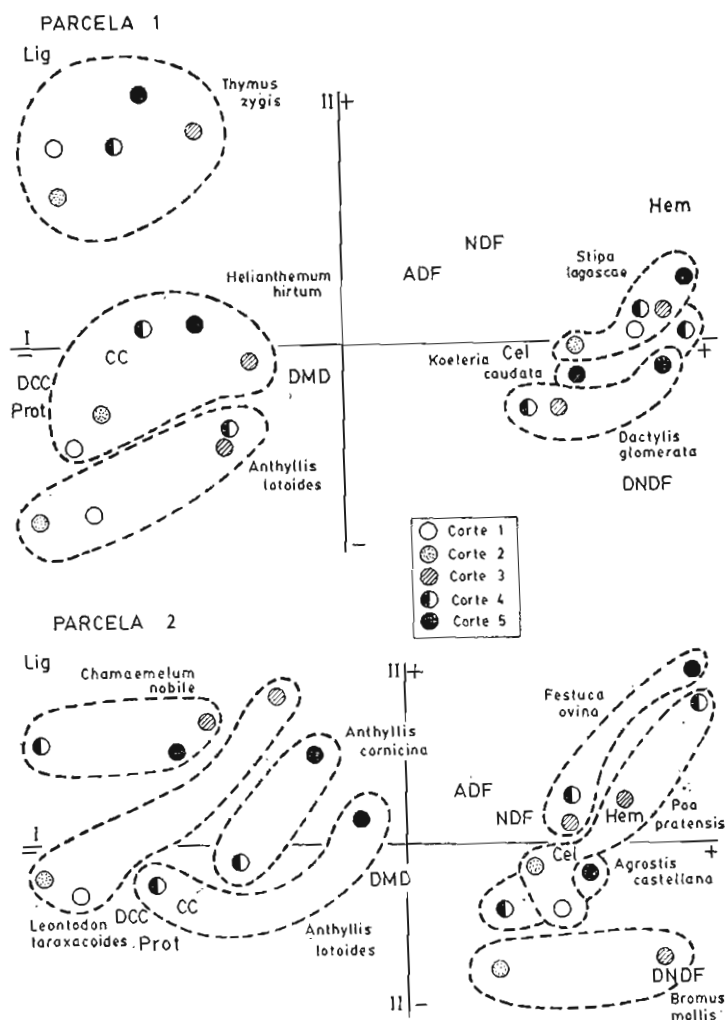 PARCELA 1
Lig
Thymus
zygis
II +
Hem
NDF
ADF
Stipa
lagascae
Helianthemum
hirtum
I
=
CC
DCC
Prot
DMD
Koeleria
Cel
caudata
+
Anthyllis
lotoides
Dactylis
glomerata
DNDF
–
Corte 1
Corte 2
Corte 3
Corte 4
Corte 5
PARCELA 2
Lig
Chamaemelum
nobile
II +
Festuca
ovina
Anthyllis
cornicina
ADF
NDF
Hem
Poa
pratensis
I
=
Cel
+
DMD
Agrostis
castellana
Leontodon
taraxacoides
DCC
CC
Prot
Anthyllis
lotoides
DNDF
Bromus
mollis
II –